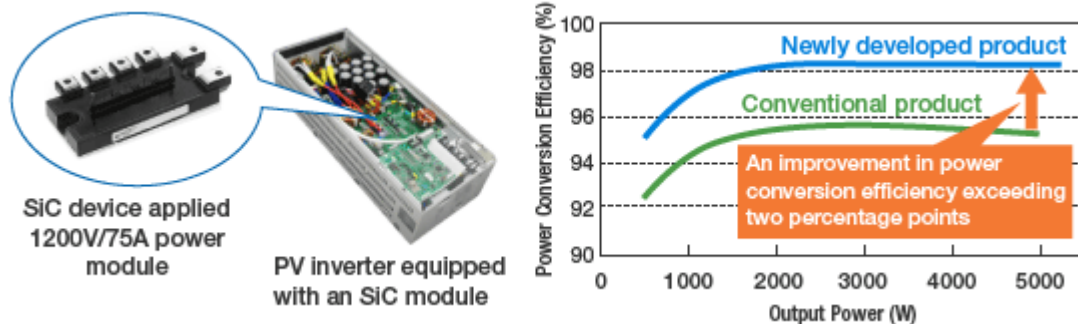 SiC device applied
1200V/75A power
module
PV inverter equipped
with an SiC module
Power Conversion Efficiency (%)
100
98
96
94
92
90
Newly developed product
Conventional product
An improvement in power
conversion efficiency exceeding
two percentage points
0
1000
2000
3000
4000
5000
Output Power (W)